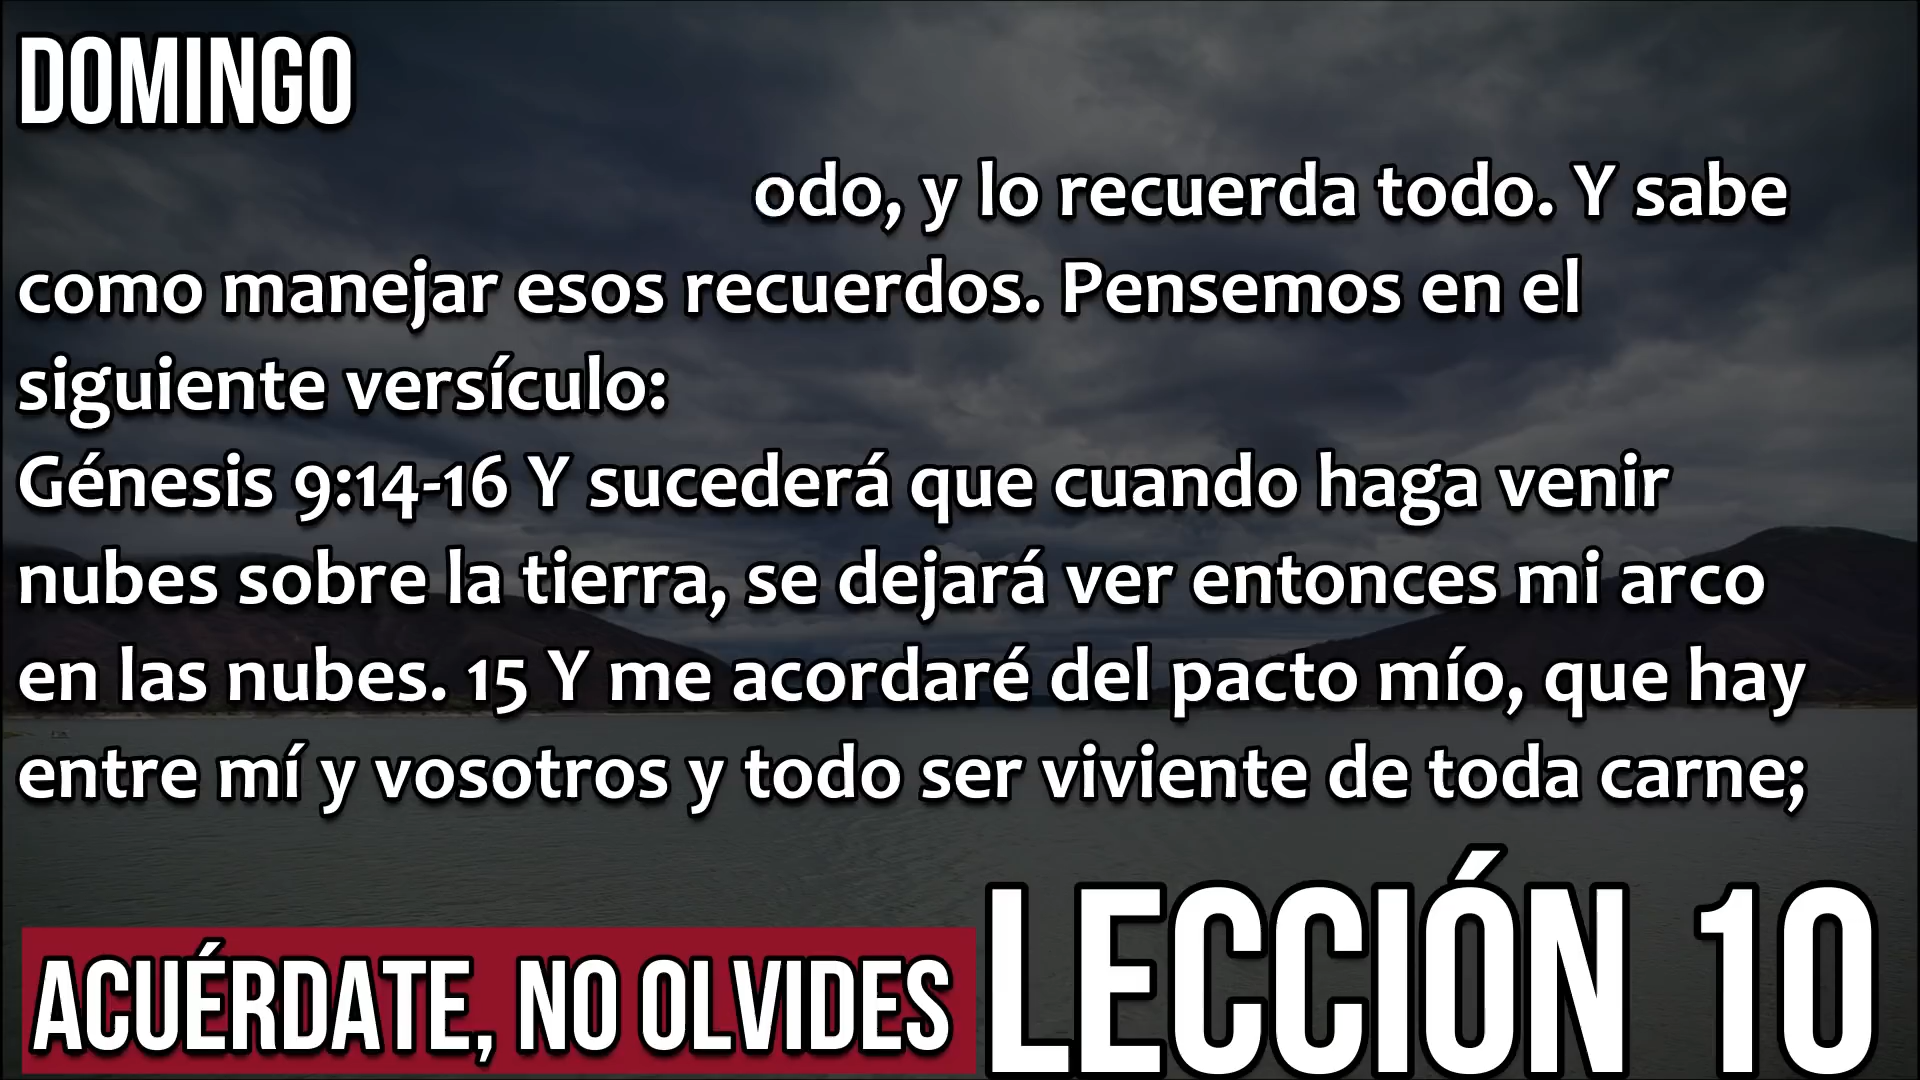 DOMINGO
odo, y lo recuerda todo. Y sabe
como manejar esos recuerdos. Pensemos en el
siguiente versículo:
Génesis 9:14-16 Y sucederá que cuando haga venir
nubes sobre la tierra, se dejará ver entonces mi arco
en las nubes. 15 Y me acordaré del pacto mío, que hay
entre mí y vosotros y todo ser viviente de toda carne;
ACUÉRDATE, NO OLVIDES
LECCIÓN 10